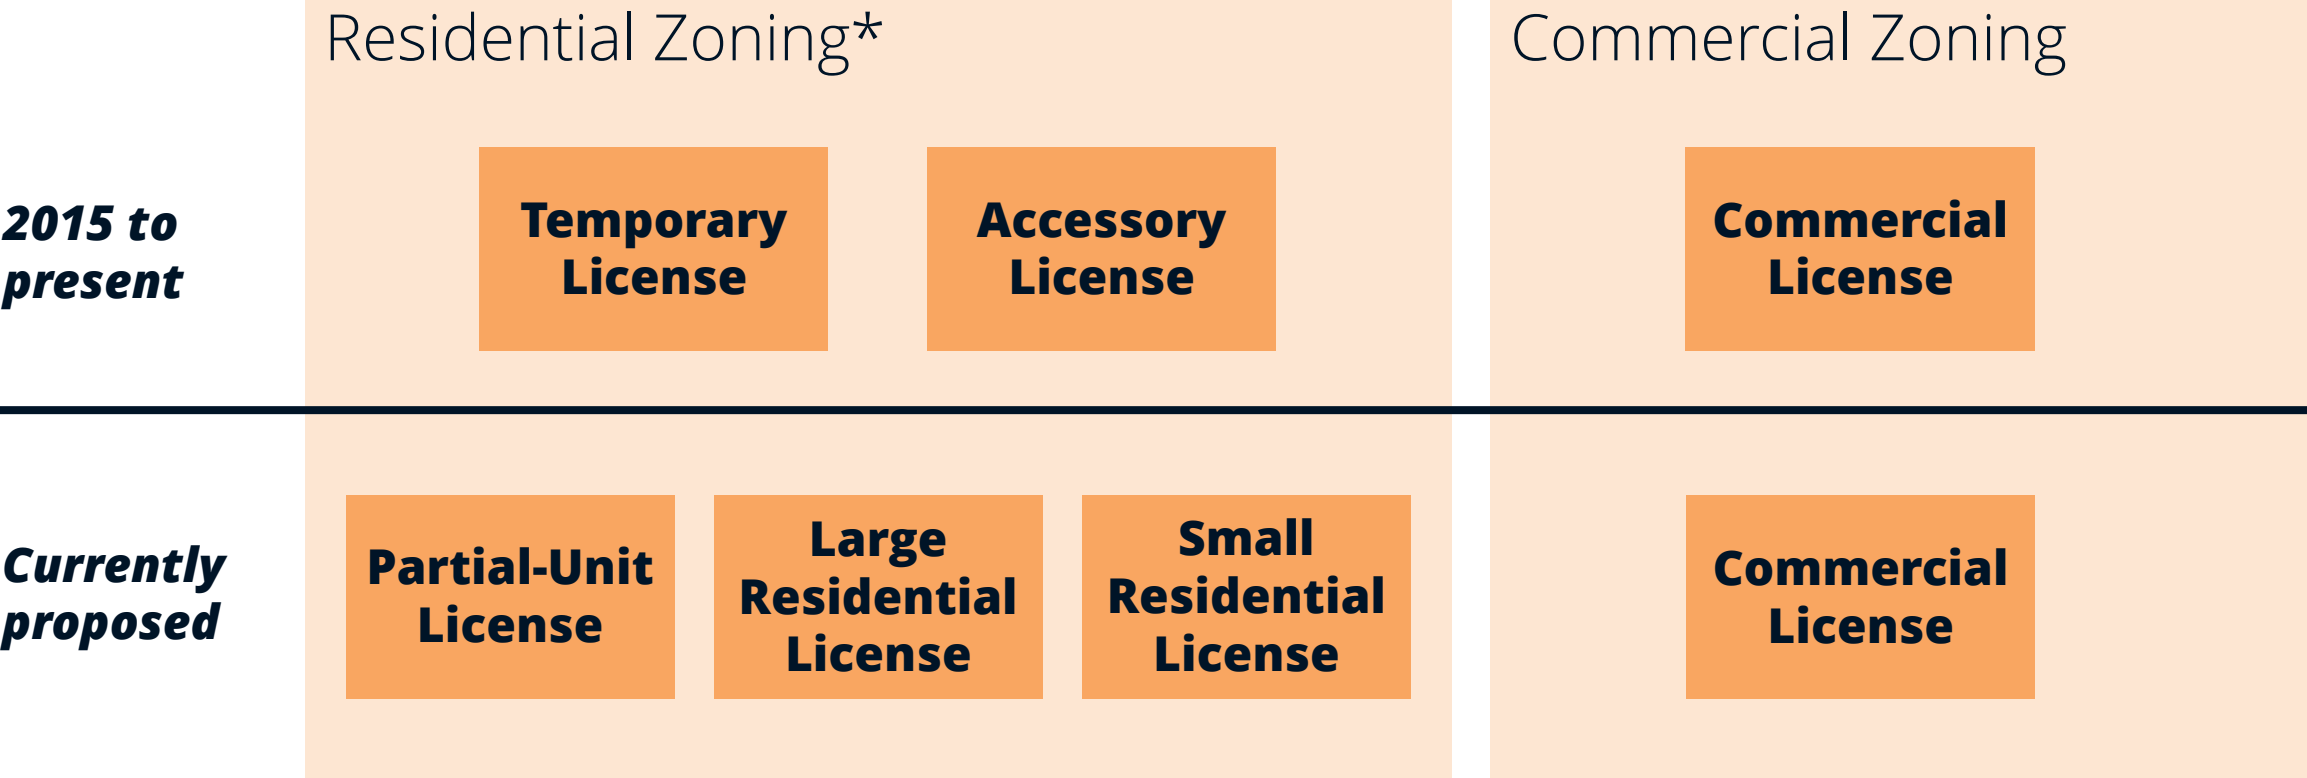 Residential Zoning*
Commercial Zoning
2015 to
present
Temporary
License
Accessory
License
Commercial
License
Currently
proposed
Partial-Unit
License
Large
Residential
License
Small
Residential
License
Commercial
License